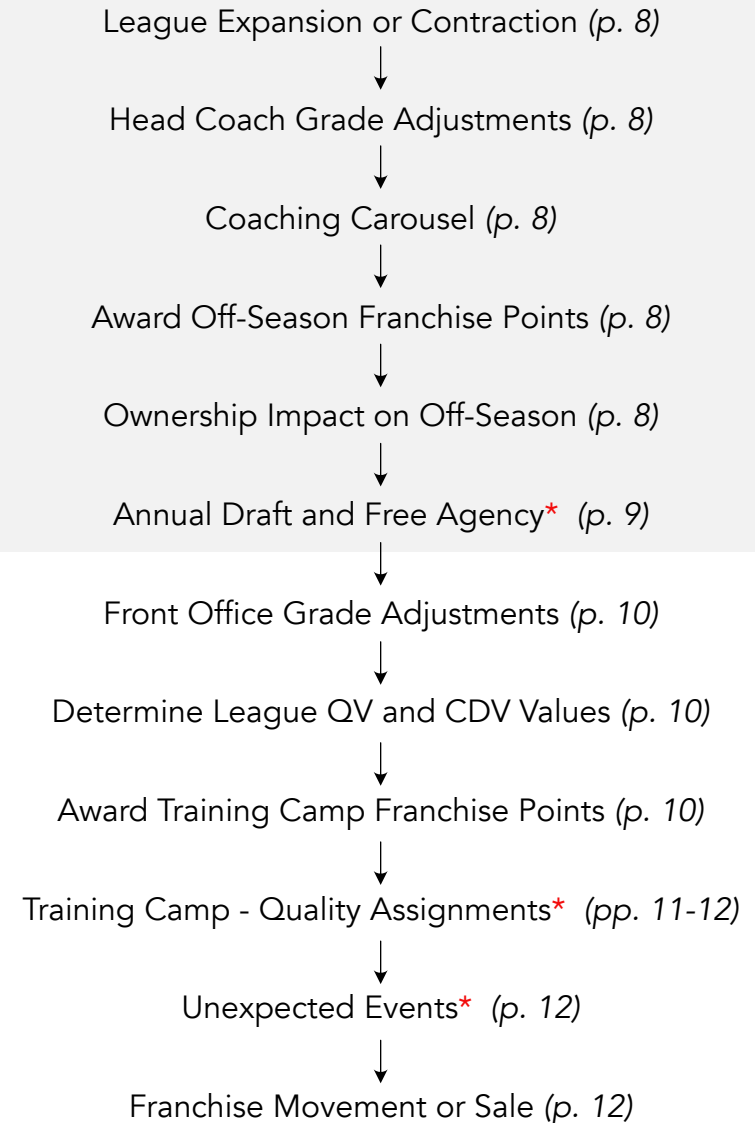 League Expansion or Contraction (p. 8)
Head Coach Grade Adjustments (p. 8)
Coaching Carousel (p. 8)
Award Off-Season Franchise Points (p. 8)
Ownership Impact on Off-Season (p. 8)
Annual Draft and Free Agency* (p. 9)
Front Office Grade Adjustments (p. 10)
Determine League QV and CDV Values (p. 10)
Award Training Camp Franchise Points (p. 10)
Training Camp - Quality Assignments* (pp. 11-12)
Unexpected Events* (p. 12)
Franchise Movement or Sale (p. 12)